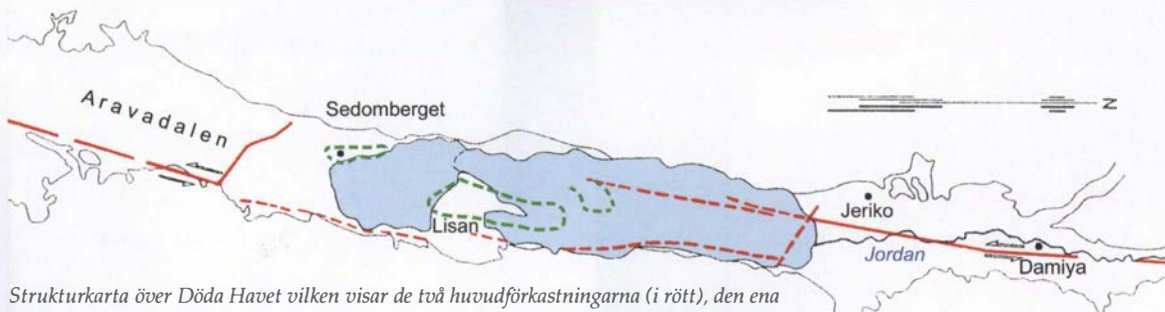 Aravadalen
Sedomberget
Lisan
N
Jeriko
Jordan
Damiya
Strukturkarta över Döda Havet vilken visar de två huvudförkastningarna (i rött), den ena